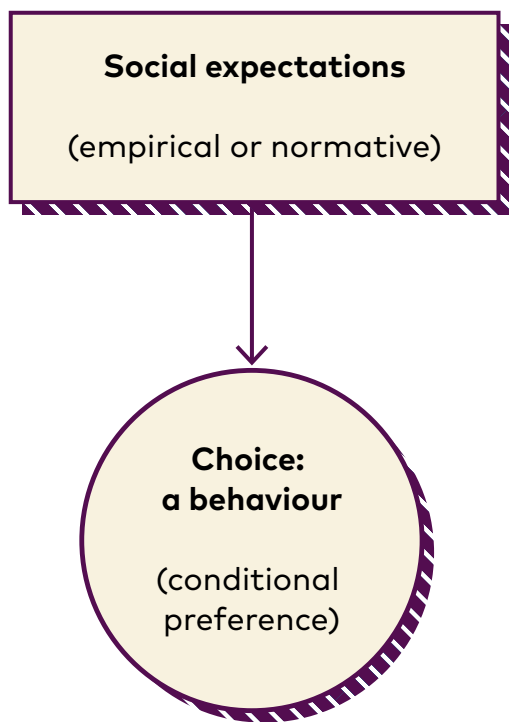 Social expectations
(empirical or normative)
Choice:
a behaviour
(conditional
preference)